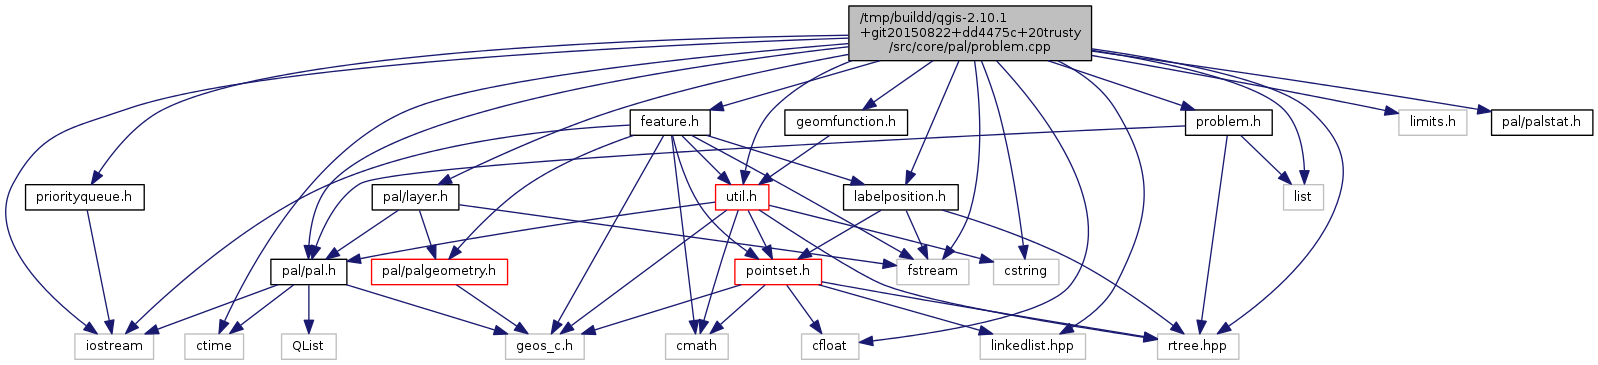 /tmp/buildd/qgis-2.10.1
+git20150822+dd4475c+20trusty
/src/core/pal/problem.cpp
feature.h
geomfunction.h
problem.h
limits.h
pal/palstat.h
priorityqueue.h
pal/layer.h
util.h
labelposition.h
list
pal/pal.h
pal/palgeometry.h
pointset.h
fstream
cstring
iostream
ctime
QList
geos_c.h
cmath
cfloat
linkedlist.hpp
rtree.hpp